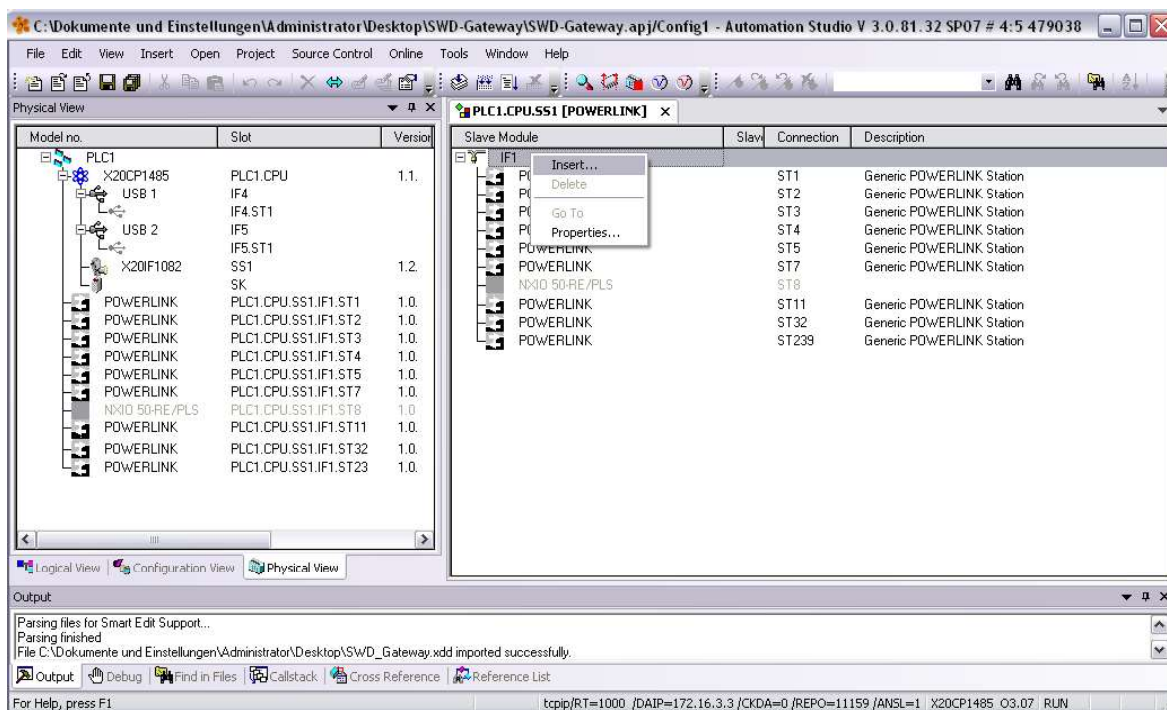 C:\Dokumente und Einstellungen\Administrator\Desktop\SWD-Gateway\SWD-Gateway.apj/Config1 - Automation Studio V 3.0.81.32 SP07 # 4:5 479038
File Edit View Insert Open Project Source Control Online Tools Window Help
Physical View
PLC1.CPU.SS1 [POWERLINK] X
Model no. Slot Version
Slave Module Slave Connection Description
PLC1
IF1
X20CP1485 PLC1.CPU 1.1.
ST1 Generic POWERLINK Station
USB 1 IF4
ST2 Generic POWERLINK Station
IF4.ST1
ST3 Generic POWERLINK Station
USB 2 IF5
ST4 Generic POWERLINK Station
IF5.ST1
POWERLINK ST5 Generic POWERLINK Station
X20IF1082 SS1 1.2.
POWERLINK ST7 Generic POWERLINK Station
SK
NXIO 50-RE/PLS ST8
POWERLINK PLC1.CPU.SS1.IF1.ST1 1.0.
POWERLINK ST11 Generic POWERLINK Station
POWERLINK PLC1.CPU.SS1.IF1.ST2 1.0.
POWERLINK ST32 Generic POWERLINK Station
POWERLINK PLC1.CPU.SS1.IF1.ST3 1.0.
POWERLINK ST239 Generic POWERLINK Station
POWERLINK PLC1.CPU.SS1.IF1.ST4 1.0.
POWERLINK PLC1.CPU.SS1.IF1.ST5 1.0.
POWERLINK PLC1.CPU.SS1.IF1.ST7 1.0.
NXIO 50-RE/PLS PLC1.CPU.SS1.IF1.ST8 1.0
POWERLINK PLC1.CPU.SS1.IF1.ST11 1.0.
POWERLINK PLC1.CPU.SS1.IF1.ST32 1.0.
POWERLINK PLC1.CPU.SS1.IF1.ST23 1.0.
Insert...
Delete
Go To
Properties...
Logical View Configuration View Physical View
Output
Parsing files for Smart Edit Support...
Parsing finished
File C:\Dokumente und Einstellungen\Administrator\Desktop\SWD_Gateway.xdd imported successfully.
Output Debug Find in Files Callstack Cross Reference Reference List
For Help, press F1 tcpip/RT=1000 /DAIP=172.16.3.3 /CKDA=0 /REPO=11159 /ANSL=1 X20CP1485 O3.07 RUN